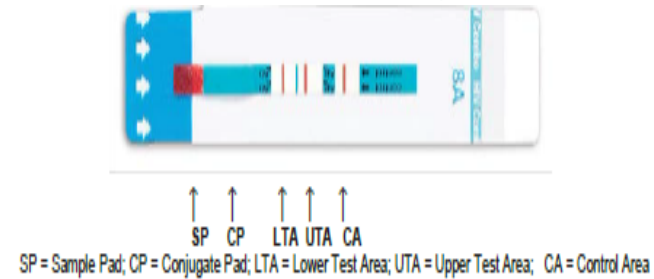 8A
SP CP LTA UTA CA
SP = Sample Pad; CP = Conjugate Pad; LTA = Lower Test Area; UTA = Upper Test Area; CA = Control Area